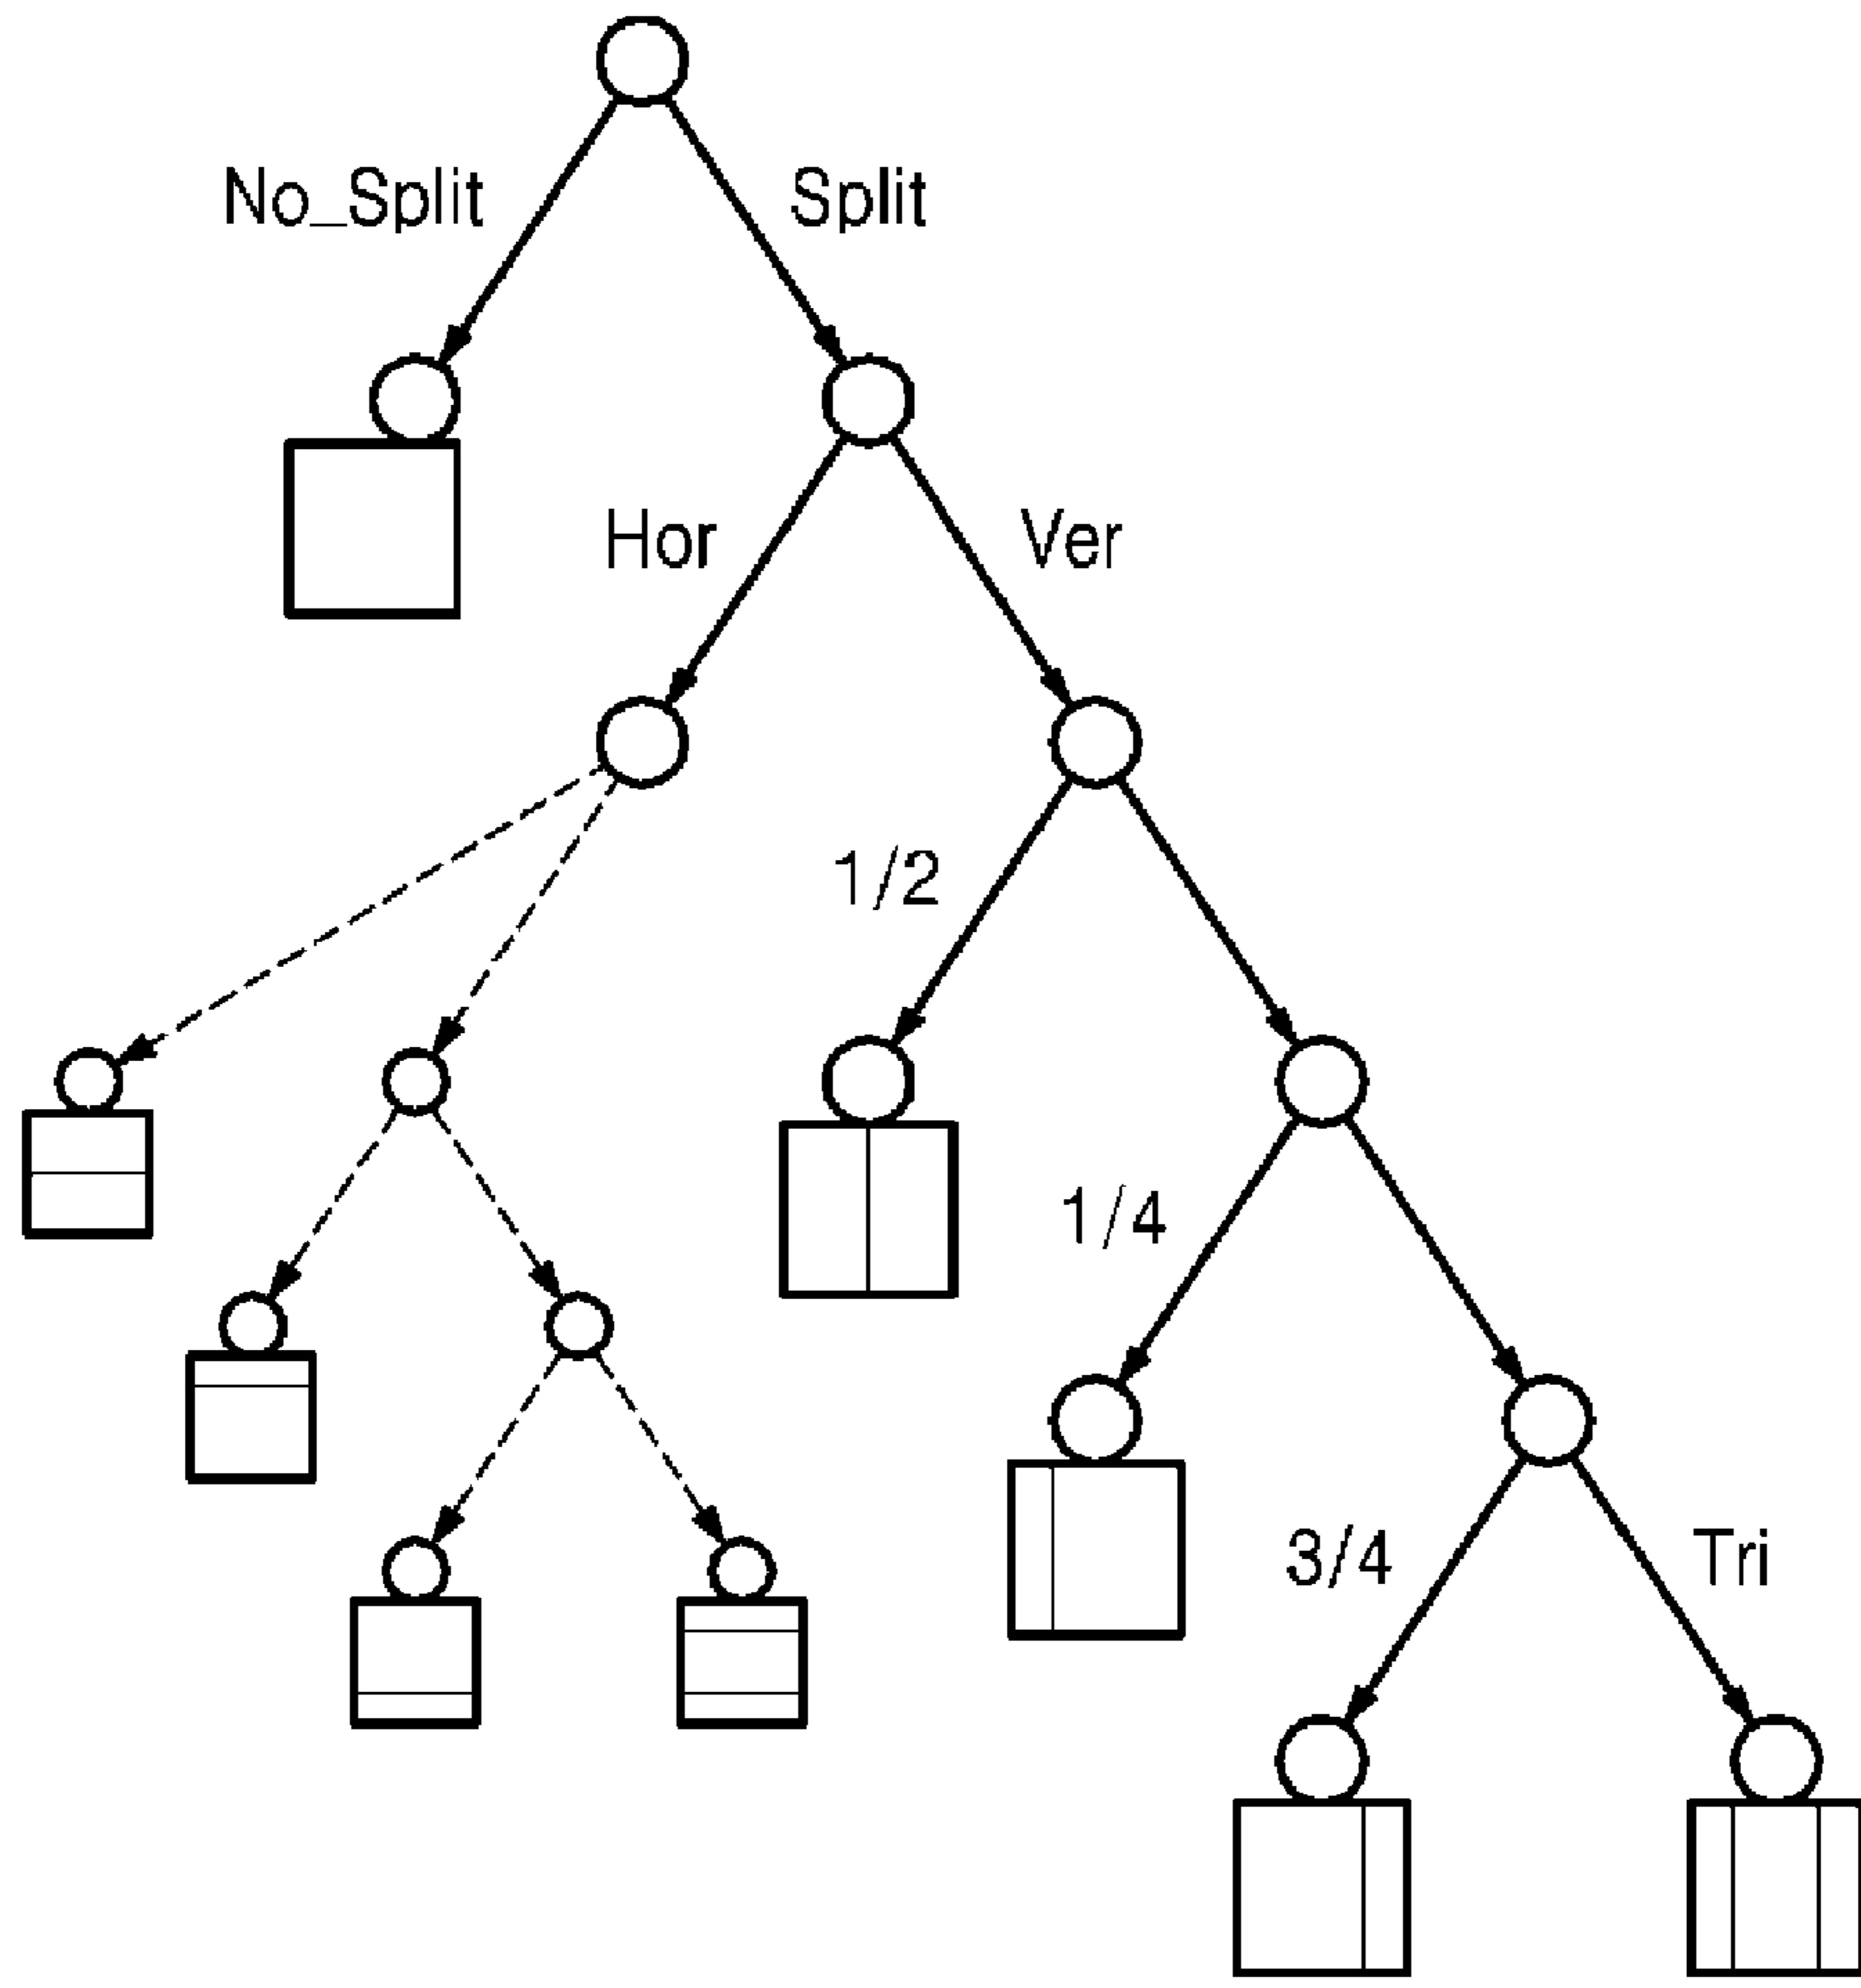 No_Split
Split
Hor
Ver
1/2
1/4
3/4
Tri